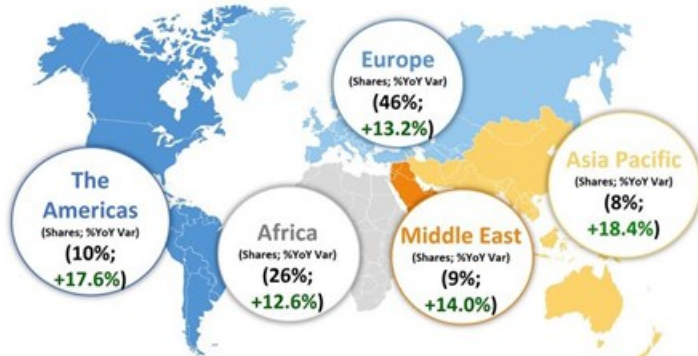 Europe
(Shares; %YoY Var)
(46%;
+13.2%)
Asia Pacific
(Shares; %YoY Var)
(8%;
+18.4%)
The
Americas
(Shares; %YoY Var)
(10%;
+17.6%)
Africa
(Shares; %YoY Var)
(26%;
+12.6%)
Middle East
(Shares; %YoY Var)
(9%;
+14.0%)